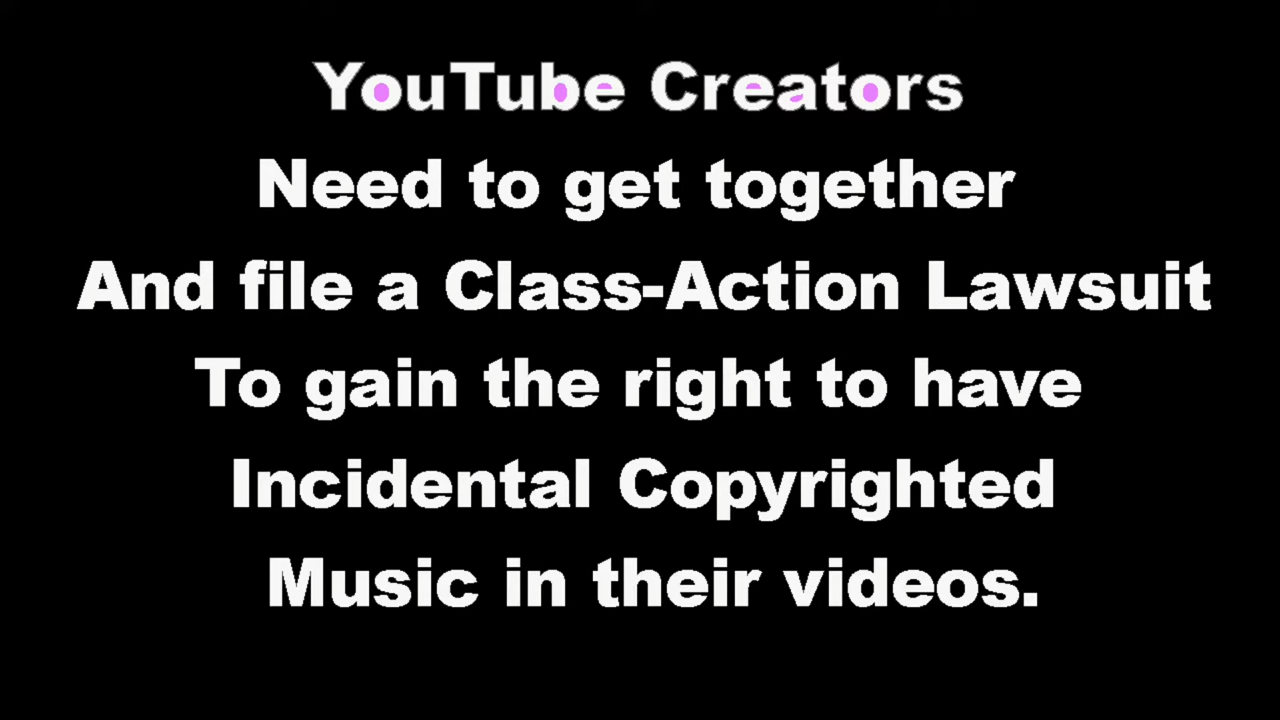 YouTube Creators
Need to get together
And file a Class-Action Lawsuit
To gain the right to have
Incidental Copyrighted
Music in their videos.